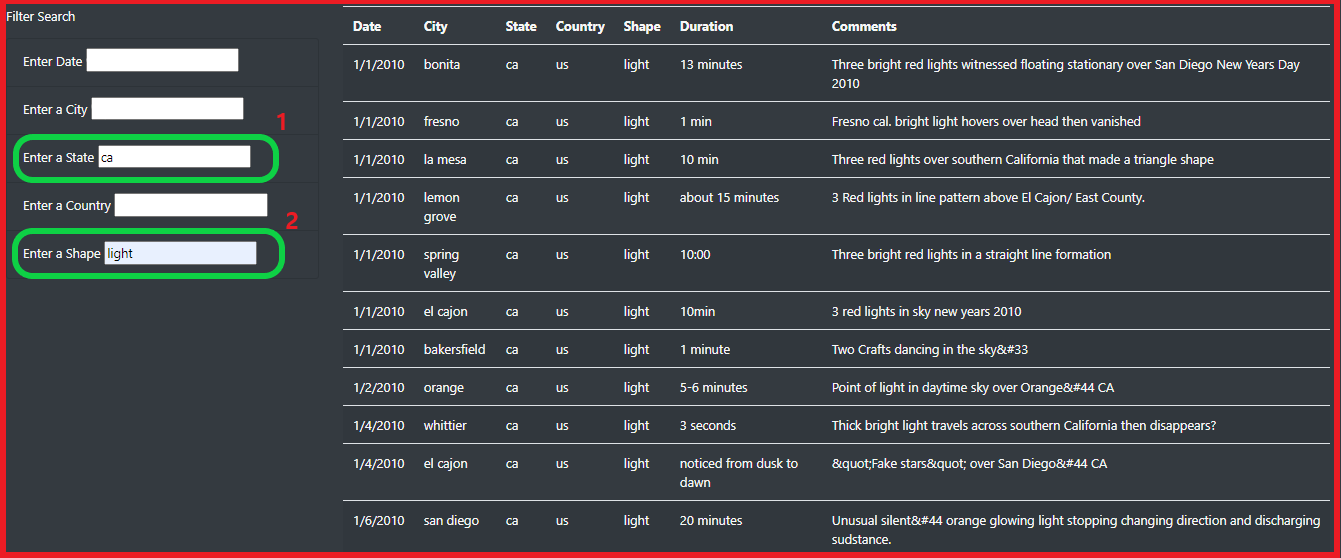 Filter Search
Enter Date
Enter a City
1
Enter a State ca
Enter a Country
2
Enter a Shape light
Date City State Country Shape Duration Comments
1/1/2010 bonita ca us light 13 minutes Three bright red lights witnessed floating stationary over San Diego New Years Day
2010
1/1/2010 fresno ca us light 1 min Fresno cal. bright light hovers over head then vanished
1/1/2010 la mesa ca us light 10 min Three red lights over southern California that made a triangle shape
1/1/2010 lemon ca us light about 15 minutes 3 Red lights in line pattern above El Cajon/ East County.
grove
1/1/2010 spring ca us light 10:00 Three bright red lights in a straight line formation
valley
1/1/2010 el cajon ca us light 10min 3 red lights in sky new years 2010
1/1/2010 bakersfield ca us light 1 minute Two Crafts dancing in the sky&#33
1/2/2010 orange ca us light 5-6 minutes Point of light in daytime sky over Orange&#44 CA
1/4/2010 whittier ca us light 3 seconds Thick bright light travels across southern California then disappears?
1/4/2010 el cajon ca us light noticed from dusk to &quot;Fake stars&quot; over San Diego&#44 CA
dawn
1/6/2010 san diego ca us light 20 minutes Unusual silent&#44 orange glowing light stopping changing direction and discharging
sudstance.